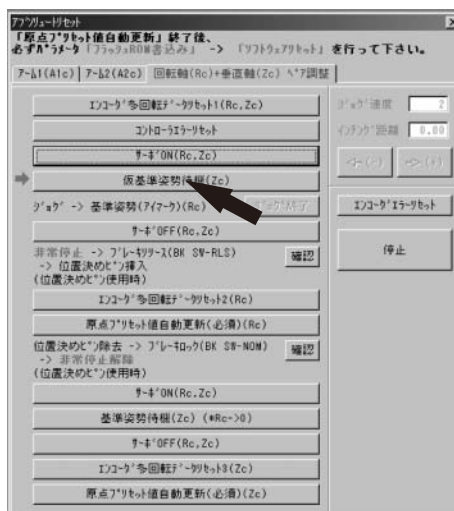 アブソリュートリセット
「原点プリセット値自動更新」終了後、
必ずパラメータ「フラッシュROM書込み」 -> 「ソフトウェアリセット」を行って下さい。
アーム1(A1c)
アーム2(A2c)
回転軸(Rc)+垂直軸(Zc) ペア調整
エンコーダ多回転データリセット1(Rc,Zc)
コントローラエラーリセット
サーボON(Rc,Zc)
仮基準姿勢待機(Zc)
ジョグ -> 基準姿勢(アイマーク)(Rc)
ジョグ終了
サーボOFF(Rc,Zc)
非常停止 -> ブレーキリリース(BK SW-RLS)
-> 位置決めピン挿入
(位置決めピン使用時)
確認
エンコーダ多回転データリセット2(Rc)
原点プリセット値自動更新(必須)(Rc)
位置決めピン除去 -> ブレーキロック(BK SW-NOM)
-> 非常停止解除
(位置決めピン使用時)
確認
サーボON(Rc,Zc)
基準姿勢待機(Zc) (*Rc->0)
サーボOFF(Rc,Zc)
エンコーダ多回転データリセット3(Zc)
原点プリセット値自動更新(必須)(Zc)
ジョグ速度 2
インチング距離 0.00
<-(-)
->(+)
エンコーダエラーリセット
停止